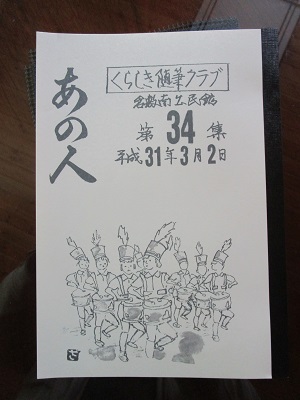 あの人
くらしき随筆クラブ
倉敷南公民館
第34集
平成31年3月2日